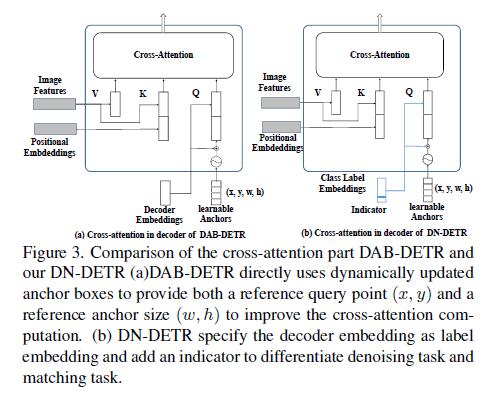 Cross-Attention
Image
Features
V
K
Q
Positional
Embdeddings
Decoder
Embeddings
learnable
Anchors
(x, y, w, h)
(a) Cross-attention in decoder of DAB-DETR
Cross-Attention
Image
Features
V
K
Q
Positional
Embeddings
Class Label
Embeddings
Indicator
learnable
Anchors
(x, y, w, h)
(b) Cross-attention in decoder of DN-DETR
Figure 3. Comparison of the cross-attention part DAB-DETR and
our DN-DETR (a)DAB-DETR directly uses dynamically updated
anchor boxes to provide both a reference query point (x, y) and a
reference anchor size (w, h) to improve the cross-attention com-
putation. (b) DN-DETR specify the decoder embedding as label
embedding and add an indicator to differentiate denoising task and
matching task.